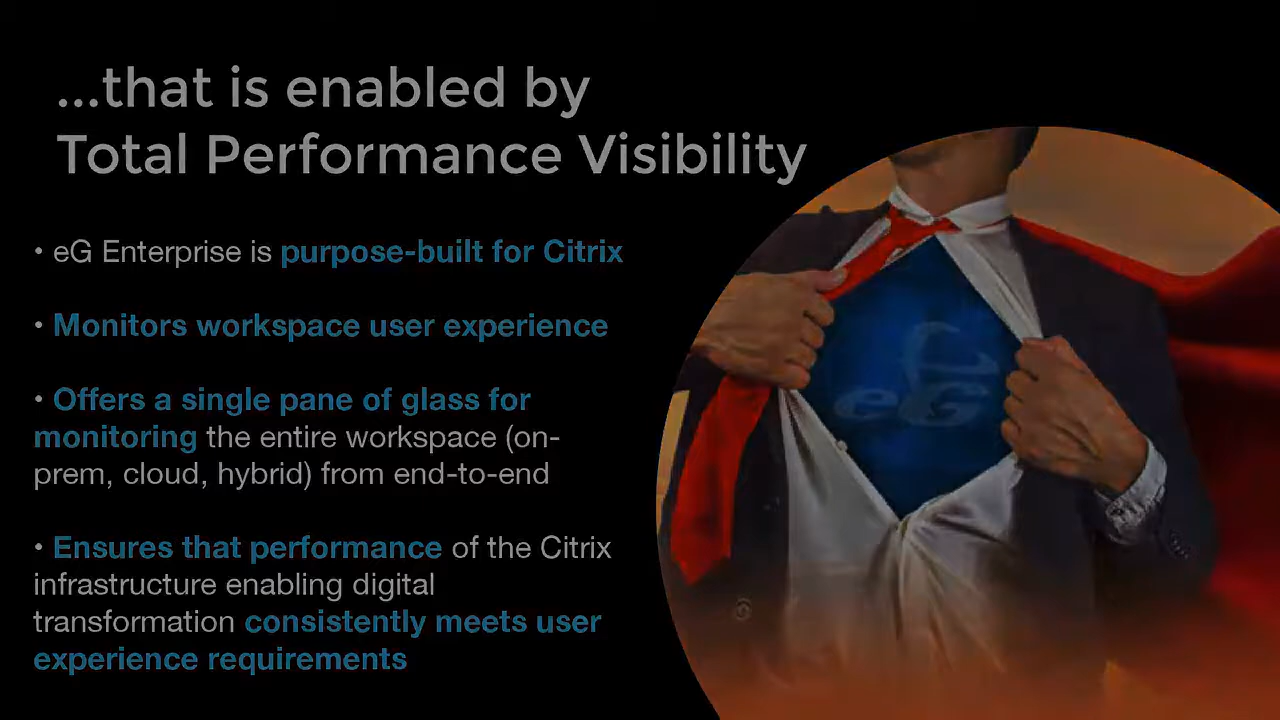 ...that is enabled by
Total Performance Visibility
• eG Enterprise is purpose-built for Citrix
• Monitors workspace user experience
• Offers a single pane of glass for
monitoring the entire workspace (on-
prem, cloud, hybrid) from end-to-end
• Ensures that performance of the Citrix
infrastructure enabling digital
transformation consistently meets user
experience requirements
eG